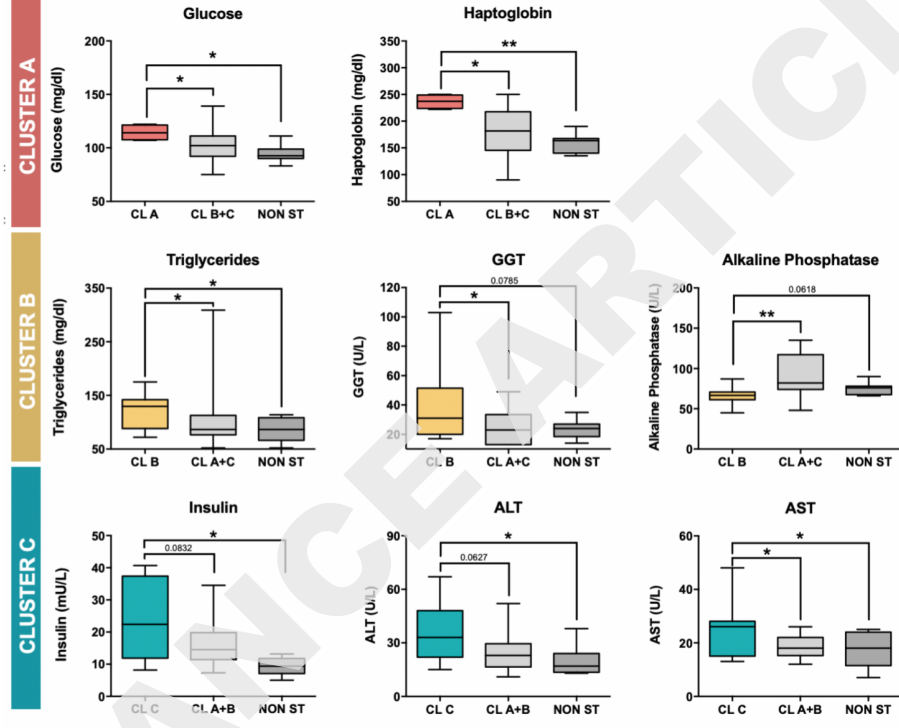 CLUSTER A
Glucose
Glucose (mg/dl)
200
150
100
50
*
*
CL A
CL B+C
NON ST
Haptoglobin
Haptoglobin (mg/dl)
350
300
250
200
150
100
50
**
*
CL A
CL B+C
NON ST
CLUSTER B
Triglycerides
Triglycerides (mg/dl)
350
250
150
50
*
*
CL B
CL A+C
NON ST
GGT
GGT (U/L)
120
100
80
60
40
20
0.0785
*
CL B
CL A+C
NON ST
Alkaline Phosphatase
Alkaline Phosphatase (U/L)
200
150
100
50
0
0.0618
**
CL B
CL A+C
NON ST
CLUSTER C
Insulin
Insulin (mU/L)
50
40
30
20
10
0
*
0.0832
CL C
CL A+B
NON ST
ALT
ALT (U/L)
90
60
30
0
*
0.0627
CL C
CL A+B
NON ST
AST
AST (U/L)
60
40
20
0
*
*
CL C
CL A+B
NON ST
ANCE ARTICL